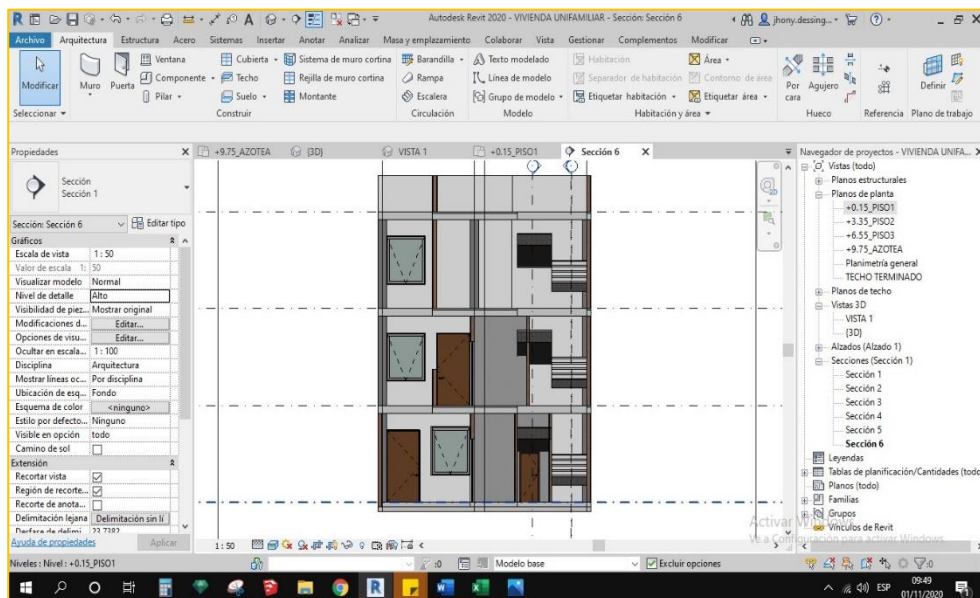 Autodesk Revit 2020 - VIVIENDA UNIFAMILIAR - Sección: Sección 6
jhony.dessing...
Archivo Arquitectura Estructura Acero Sistemas Insertar Anotar Analizar Masa y emplazamiento Colaborar Vista Gestionar Complementos Modificar
Modificar
Muro
Puerta
Ventana
Componente
Pilar
Cubierta
Techo
Suelo
Sistema de muro cortina
Rejilla de muro cortina
Montante
Barandilla
Rampa
Escalera
Texto modelado
Línea de modelo
Grupo de modelo
Habitación
Separador de habitación
Etiquetar habitación
Área
Contorno de área
Etiquetar área
Por cara
Agujero
Definir
Seleccionar
Construir
Circulación
Modelo
Habitación y área
Hueco
Referencia
Plano de trabajo
Propiedades
+9.75_AZOTEA
{3D}
VISTA 1
+0.15_PISO1
Sección 6
Navegador de proyectos - VIVIENDA UNIFA...
Sección
Sección 1
Sección: Sección 6
Editar tipo
Gráficos
Escala de vista 1 : 50
Valor de escala 1: 50
Visualizar modelo Normal
Nivel de detalle Alto
Visibilidad de piez... Mostrar original
Modificaciones d... Editar...
Opciones de visu... Editar...
Ocultar en escala... 1 : 100
Disciplina Arquitectura
Mostrar líneas oc... Por disciplina
Ubicación de esq... Fondo
Esquema de color <ninguno>
Estilo por defecto... Ninguno
Visible en opción todo
Camino de sol
Extensión
Recortar vista
Región de recorte...
Recorte de anota...
Delimitación lejana Delimitación sin lí
Desfase de delimi... 23.7382
Ayuda de propiedades
Aplicar
Vistas (todo)
Planos estructurales
Planos de planta
+0.15_PISO1
+3.35_PISO2
+6.55_PISO3
+9.75_AZOTEA
Planimetría general
TECHO TERMINADO
Planos de techo
Vistas 3D
VISTA 1
{3D}
Alzados (Alzado 1)
Secciones (Sección 1)
Sección 1
Sección 2
Sección 3
Sección 4
Sección 5
Sección 6
Leyendas
Tablas de planificación/Cantidades (todo
Planos (todo)
Familias
Grupos
Vínculos de Revit
Activar Windows
Ve a Configuración para activar Windows.
1 : 50
Niveles : Nivel : +0.15_PISO1
:0
Modelo base
Excluir opciones
:0
ESP
09:49
01/11/2020